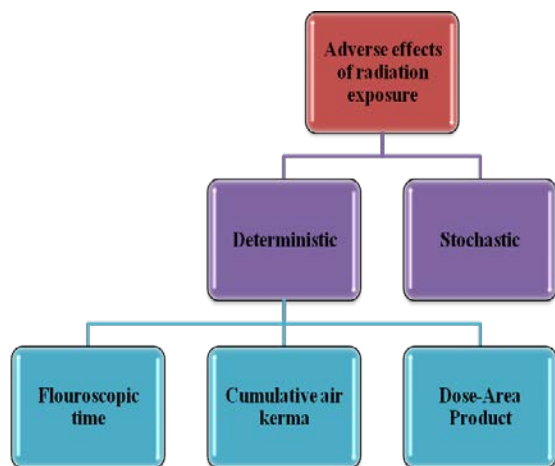 Adverse effects
of radiation
exposure
Deterministic
Stochastic
Flouroscopic
time
Cumulative air
kerma
Dose-Area
Product